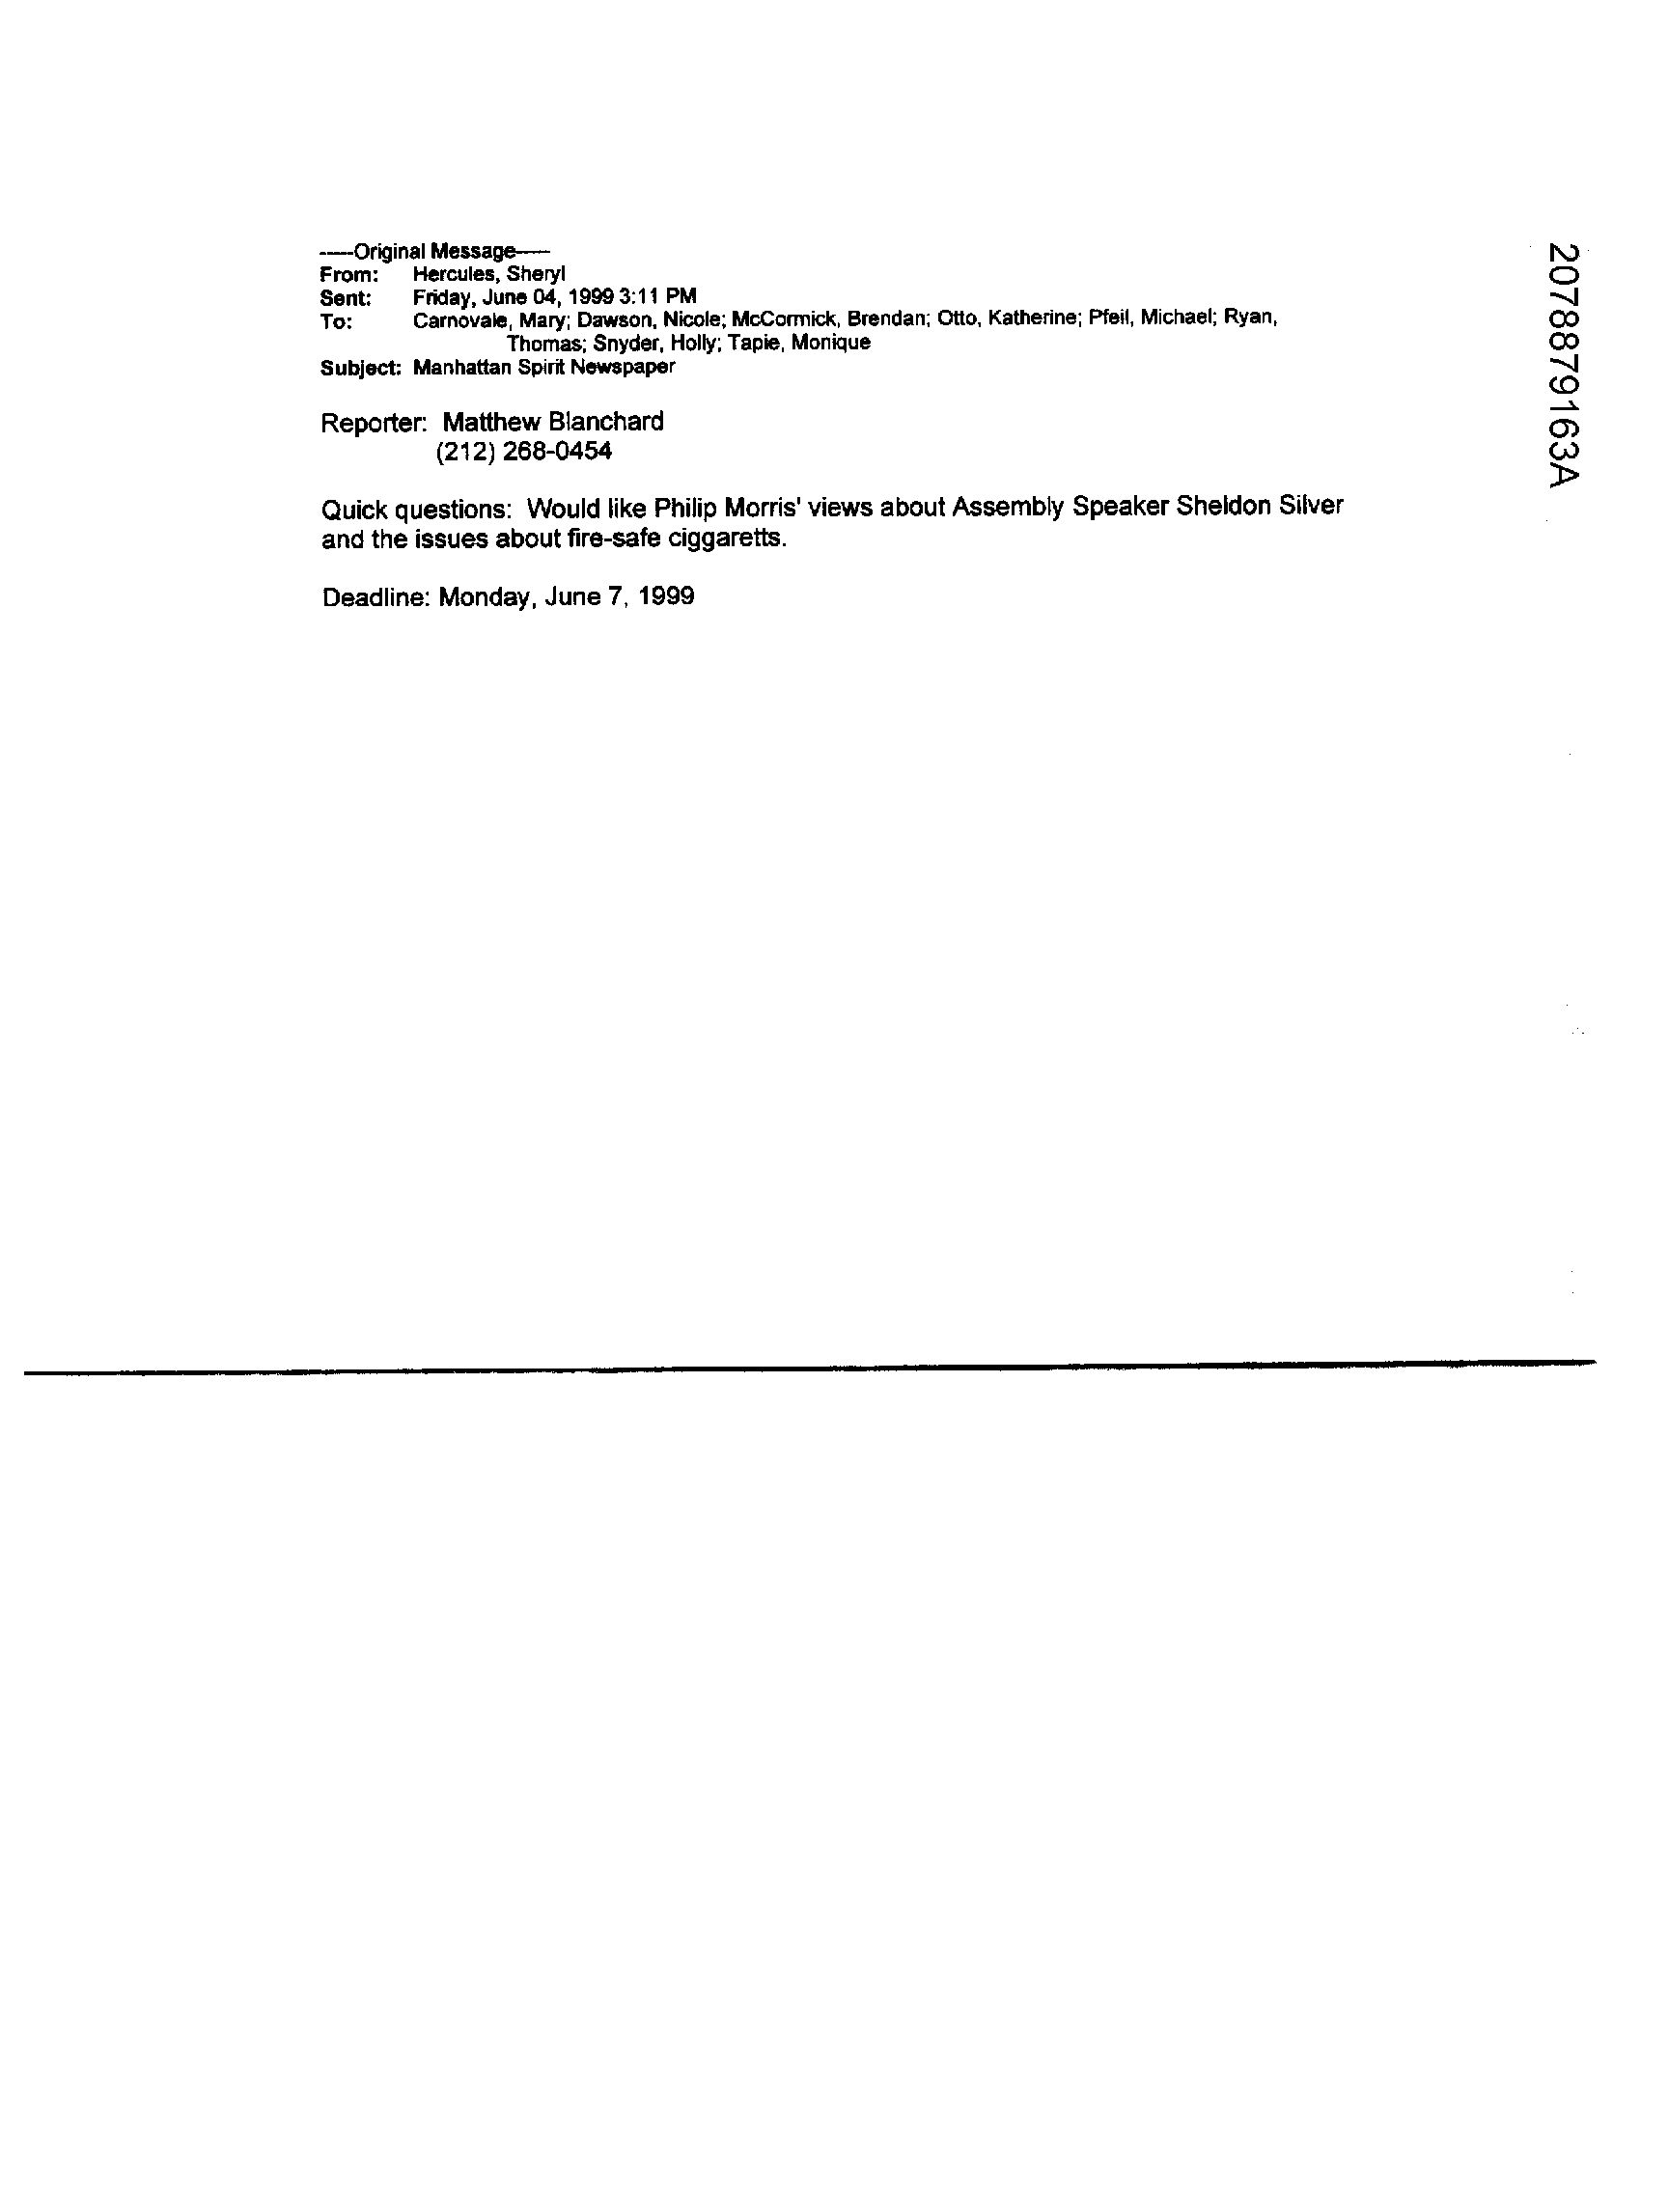 -----Original Message-----
From: Hercules, Sheryl
Sent: Friday, June 04, 1999 3:11 PM
To: Carnovale, Mary; Dawson, Nicole; McCormick, Brendan; Otto, Katherine; Pfeil, Michael; Ryan,
Thomas; Snyder, Holly; Tapie, Monique
Subject: Manhattan Spirit Newspaper
Reporter: Matthew Blanchard
(212) 268-0454
Quick questions: Would like Philip Morris' views about Assembly Speaker Sheldon Silver
and the issues about fire-safe ciggaretts.
Deadline: Monday, June 7, 1999
2078879163A